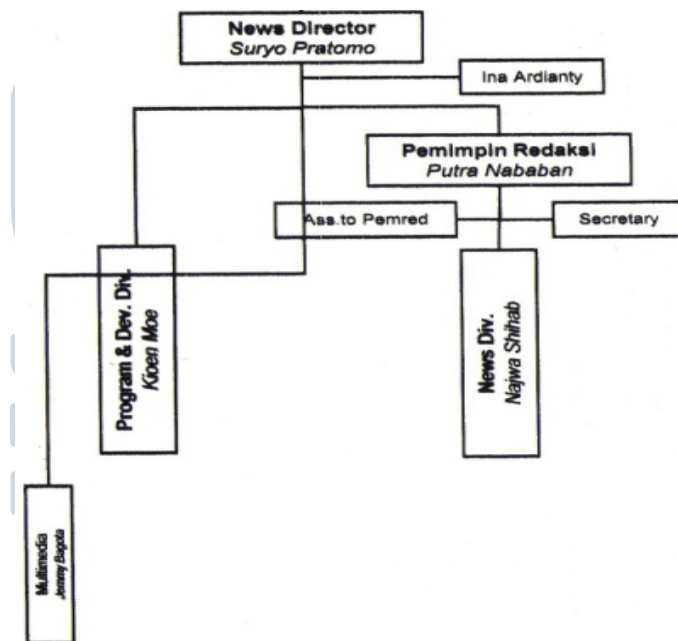 News Director
Suryo Pratomo
Ina Ardianty
Pemimpin Redaksi
Putra Nababan
Ass.to Pemred
Secretary
Program & Dev. Div.
Kioen Moe
News Div.
Najwa Shihab
Multimedia
Jemmy Bagota